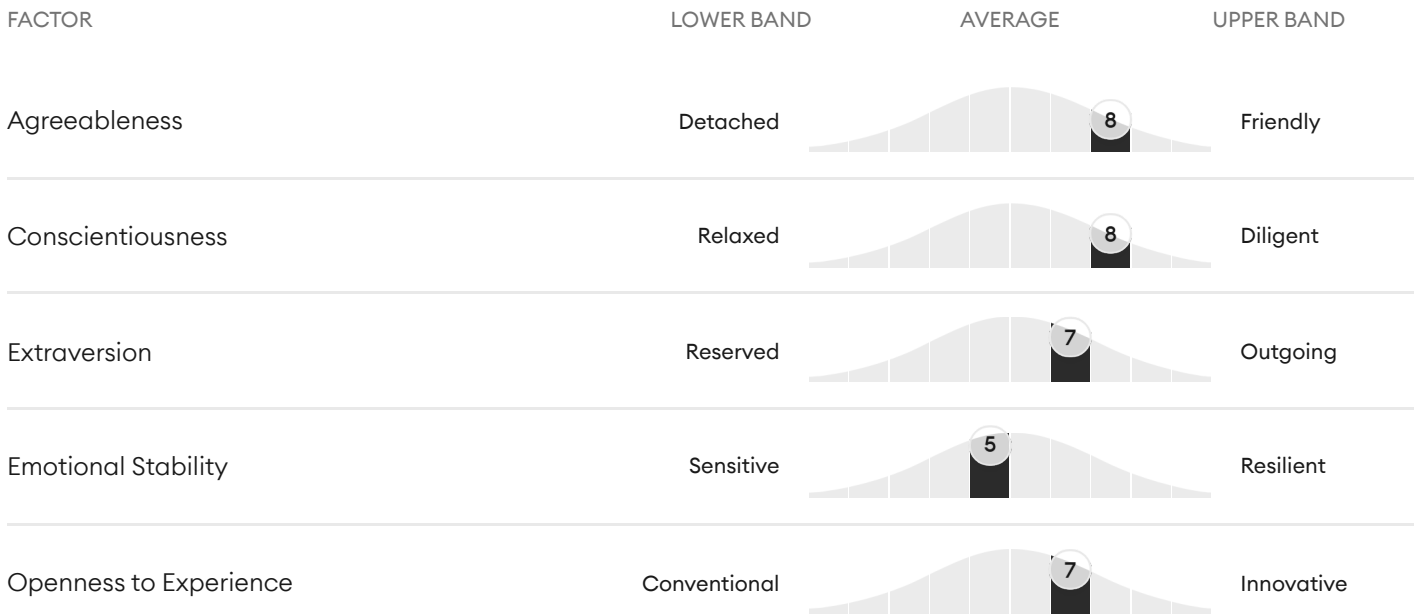 FACTOR LOWER BAND AVERAGE UPPER BAND
Agreeableness Detached 8 Friendly
Conscientiousness Relaxed 8 Diligent
Extraversion Reserved 7 Outgoing
Emotional Stability Sensitive 5 Resilient
Openness to Experience Conventional 7 Innovative